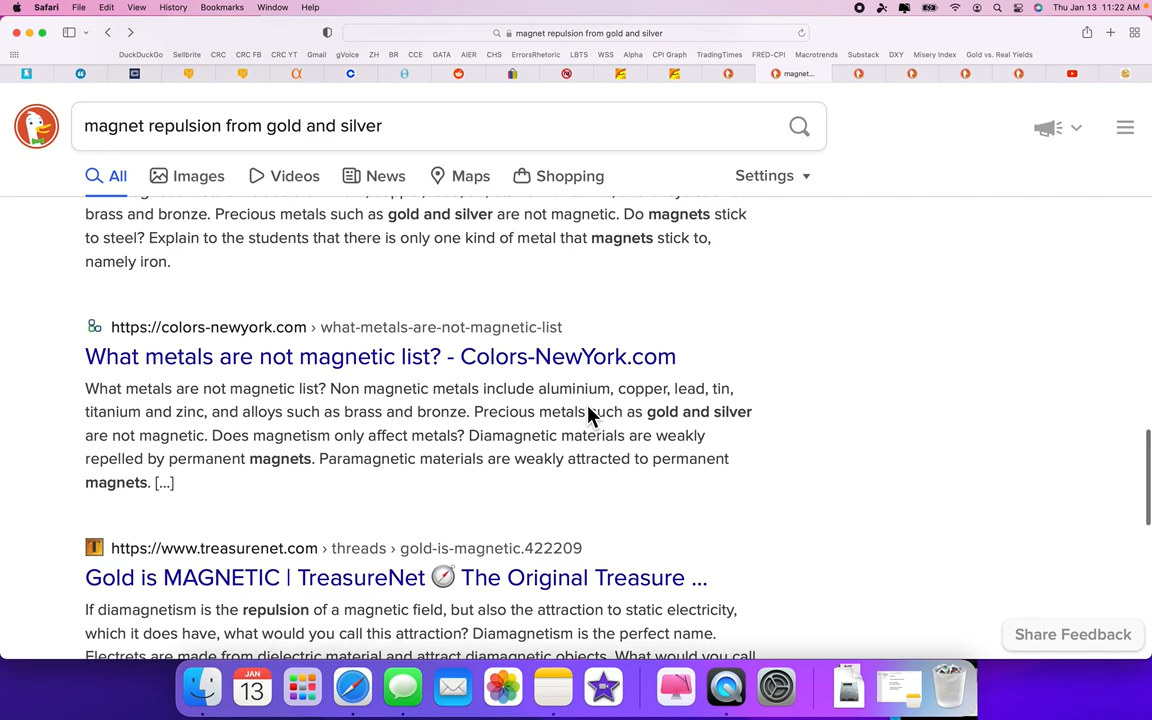 Safari File Edit View History Bookmarks Window Help Thu Jan 13 11:22 AM
magnet repulsion from gold and silver
DuckDuckGo Sellbrite CRC CRC FB CRC YT Gmail gVoice ZH BR CCE GATA AIER CHS ErrorsRhetoric LBTS WSS Alpha CPI Graph TradingTimes FRED-CPI Macrotrends Substack DXY Misery Index Gold vs. Real Yields
magnet...
magnet repulsion from gold and silver
All Images Videos News Maps Shopping Settings
brass and bronze. Precious metals such as gold and silver are not magnetic. Do magnets stick
to steel? Explain to the students that there is only one kind of metal that magnets stick to,
namely iron.
https://colors-newyork.com › what-metals-are-not-magnetic-list
What metals are not magnetic list? - Colors-NewYork.com
What metals are not magnetic list? Non magnetic metals include aluminium, copper, lead, tin,
titanium and zinc, and alloys such as brass and bronze. Precious metals such as gold and silver
are not magnetic. Does magnetism only affect metals? Diamagnetic materials are weakly
repelled by permanent magnets. Paramagnetic materials are weakly attracted to permanent
magnets. [...]
https://www.treasurenet.com › threads › gold-is-magnetic.422209
Gold is MAGNETIC | TreasureNet 🧭 The Original Treasure ...
If diamagnetism is the repulsion of a magnetic field, but also the attraction to static electricity,
which it does have, what would you call this attraction? Diamagnetism is the perfect name.
Electrets are made from dielectric material and attract diamagnetic objects. What would you call
Share Feedback
JAN
13